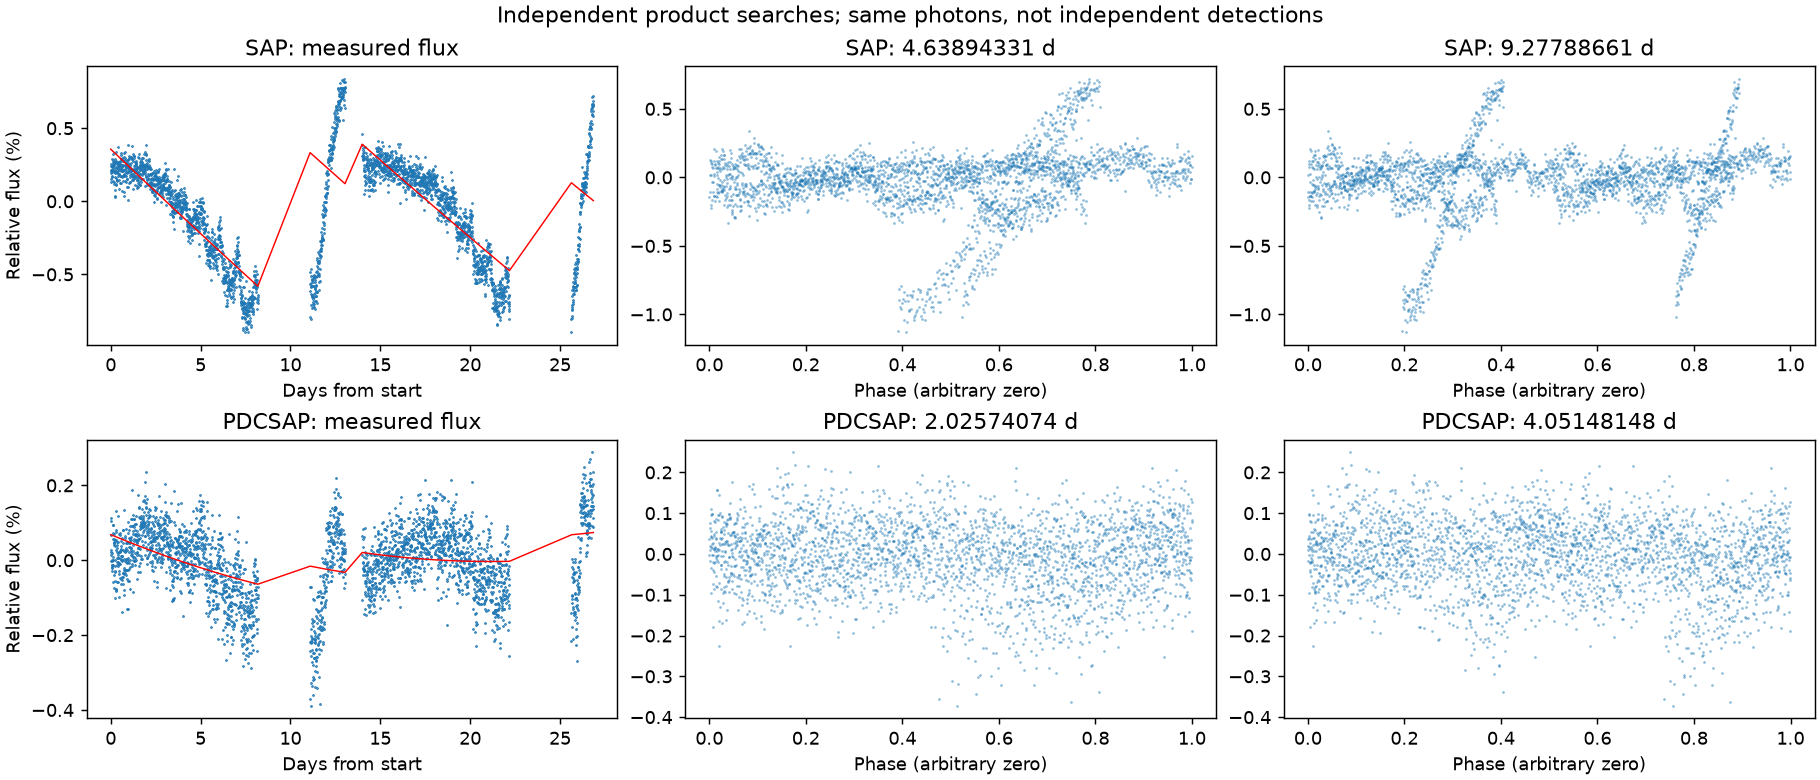 Independent product searches; same photons, not independent detections
SAP: measured flux
SAP: 4.63894331 d
SAP: 9.27788661 d
Relative flux (%)
0.5
0.0
−0.5
0.5
0.0
−0.5
−1.0
0.5
0.0
−0.5
−1.0
0 5 10 15 20 25
0.0 0.2 0.4 0.6 0.8 1.0
0.0 0.2 0.4 0.6 0.8 1.0
Days from start
Phase (arbitrary zero)
Phase (arbitrary zero)
PDCSAP: measured flux
PDCSAP: 2.02574074 d
PDCSAP: 4.05148148 d
Relative flux (%)
0.2
0.0
−0.2
−0.4
0.2
0.1
0.0
−0.1
−0.2
−0.3
−0.4
0.2
0.1
0.0
−0.1
−0.2
−0.3
−0.4
0 5 10 15 20 25
0.0 0.2 0.4 0.6 0.8 1.0
0.0 0.2 0.4 0.6 0.8 1.0
Days from start
Phase (arbitrary zero)
Phase (arbitrary zero)